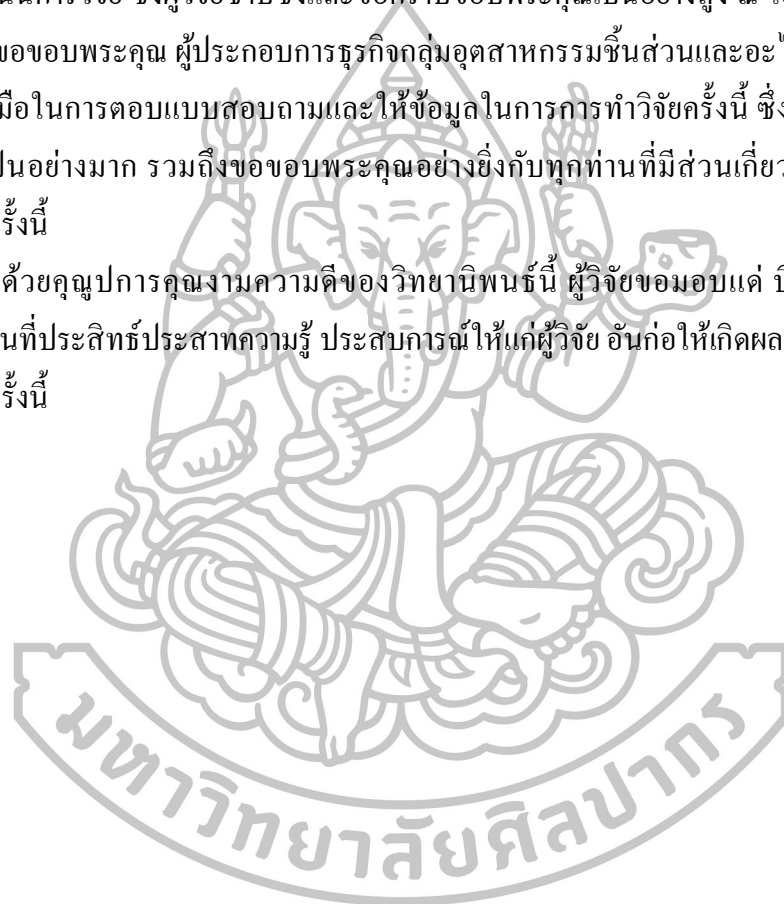 ขอขอบพระคุณ ผู้ประกอบการธุรกิจกลุ่มอุตสาหกรรมชิ้นส่วนและอะไ
มือในการตอบแบบสอบถามและให้ข้อมูลในการการทำวิจัยครั้งนี้ ซึ่ง
ป็นอย่างมาก รวมถึงขอขอบพระคุณอย่างยิ่งกับทุกท่านที่มีส่วนเกี่ยว
รั้งนี้
ด้วยคุณูปการคุณงามความดีของวิทยานิพนธ์นี้ ผู้วิจัยขอมอบแด่ บิ
นที่ประสิทธ์ประสาทความรู้ ประสบการณ์ให้แก่ผู้วิจัย อันก่อให้เกิดผล
รั้งนี้
มหาวิทยาลัยศิลปากร